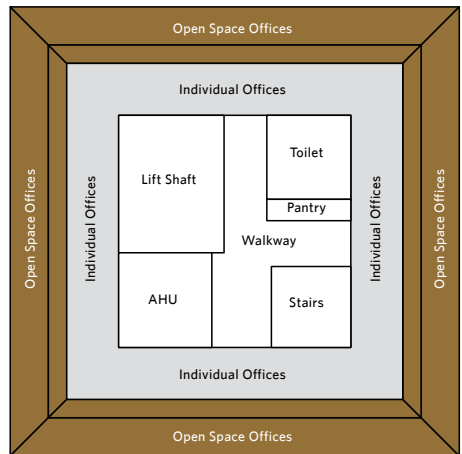 Open Space Offices
Individual Offices
Toilet
Lift Shaft
Pantry
Open Space Offices
Individual Offices
Individual Offices
Open Space Offices
Walkway
AHU
Stairs
Individual Offices
Open Space Offices